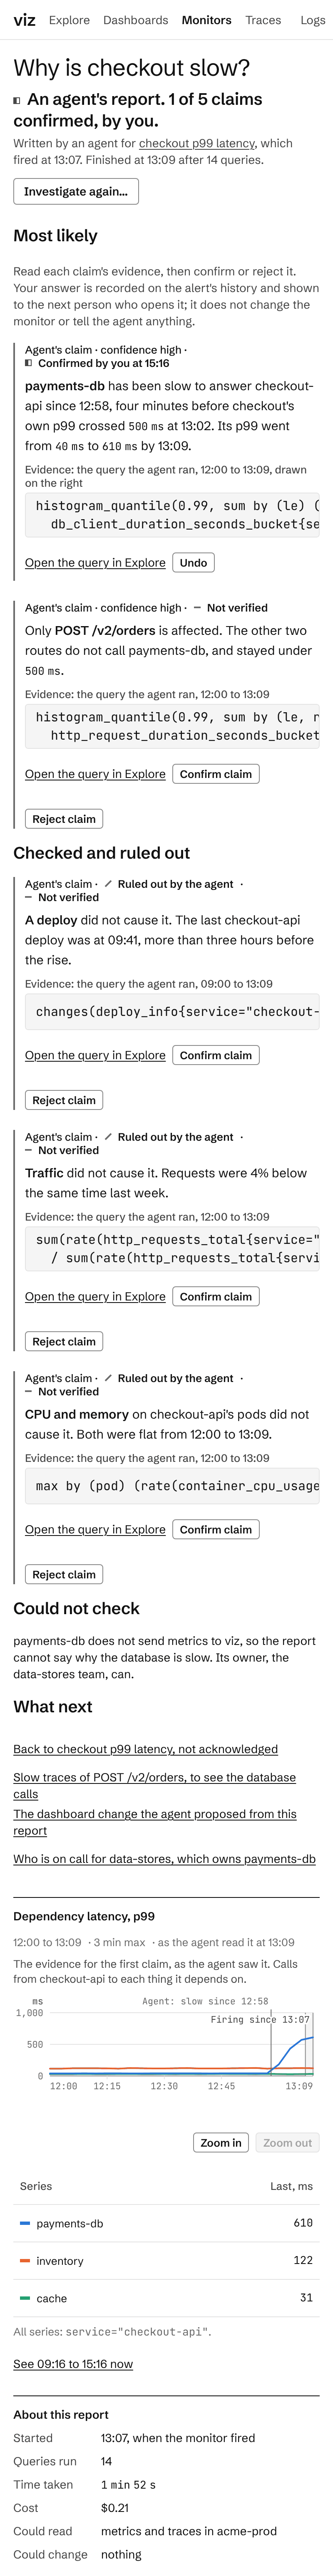 viz Explore Dashboards Monitors Traces Logs
Why is checkout slow?
An agent's report. 1 of 5 claims
confirmed, by you.
Written by an agent for checkout p99 latency, which
fired at 13:07. Finished at 13:09 after 14 queries.
Investigate again...
Most likely
Read each claim's evidence, then confirm or reject it.
Your answer is recorded on the alert's history and shown
to the next person who opens it; it does not change the
monitor or tell the agent anything.
Agent's claim · confidence high ·
Confirmed by you at 15:16
payments-db has been slow to answer checkout-
api since 12:58, four minutes before checkout's
own p99 crossed 500 ms at 13:02. Its p99 went
from 40 ms to 610 ms by 13:09.
Evidence: the query the agent ran, 12:00 to 13:09, drawn
on the right
histogram_quantile(0.99, sum by (le) (
db_client_duration_seconds_bucket{se
Open the query in Explore Undo
Agent's claim · confidence high · – Not verified
Only POST /v2/orders is affected. The other two
routes do not call payments-db, and stayed under
500 ms.
Evidence: the query the agent ran, 12:00 to 13:09
histogram_quantile(0.99, sum by (le, r
http_request_duration_seconds_bucket
Open the query in Explore Confirm claim
Reject claim
Checked and ruled out
Agent's claim · Ruled out by the agent ·
– Not verified
A deploy did not cause it. The last checkout-api
deploy was at 09:41, more than three hours before
the rise.
Evidence: the query the agent ran, 09:00 to 13:09
changes(deploy_info{service="checkout-
Open the query in Explore Confirm claim
Reject claim
Agent's claim · Ruled out by the agent ·
– Not verified
Traffic did not cause it. Requests were 4% below
the same time last week.
Evidence: the query the agent ran, 12:00 to 13:09
sum(rate(http_requests_total{service="
/ sum(rate(http_requests_total{servi
Open the query in Explore Confirm claim
Reject claim
Agent's claim · Ruled out by the agent ·
– Not verified
CPU and memory on checkout-api's pods did not
cause it. Both were flat from 12:00 to 13:09.
Evidence: the query the agent ran, 12:00 to 13:09
max by (pod) (rate(container_cpu_usage
Open the query in Explore Confirm claim
Reject claim
Could not check
payments-db does not send metrics to viz, so the report
cannot say why the database is slow. Its owner, the
data-stores team, can.
What next
Back to checkout p99 latency, not acknowledged
Slow traces of POST /v2/orders, to see the database
calls
The dashboard change the agent proposed from this
report
Who is on call for data-stores, which owns payments-db
Dependency latency, p99
12:00 to 13:09 · 3 min max · as the agent read it at 13:09
The evidence for the first claim, as the agent saw it. Calls
from checkout-api to each thing it depends on.
ms Agent: slow since 12:58
1,000 Firing since 13:07
500
0
12:00 12:15 12:30 12:45 13:09
Zoom in Zoom out
Series Last, ms
payments-db 610
inventory 122
cache 31
All series: service="checkout-api".
See 09:16 to 15:16 now
About this report
Started 13:07, when the monitor fired
Queries run 14
Time taken 1 min 52 s
Cost $0.21
Could read metrics and traces in acme-prod
Could change nothing